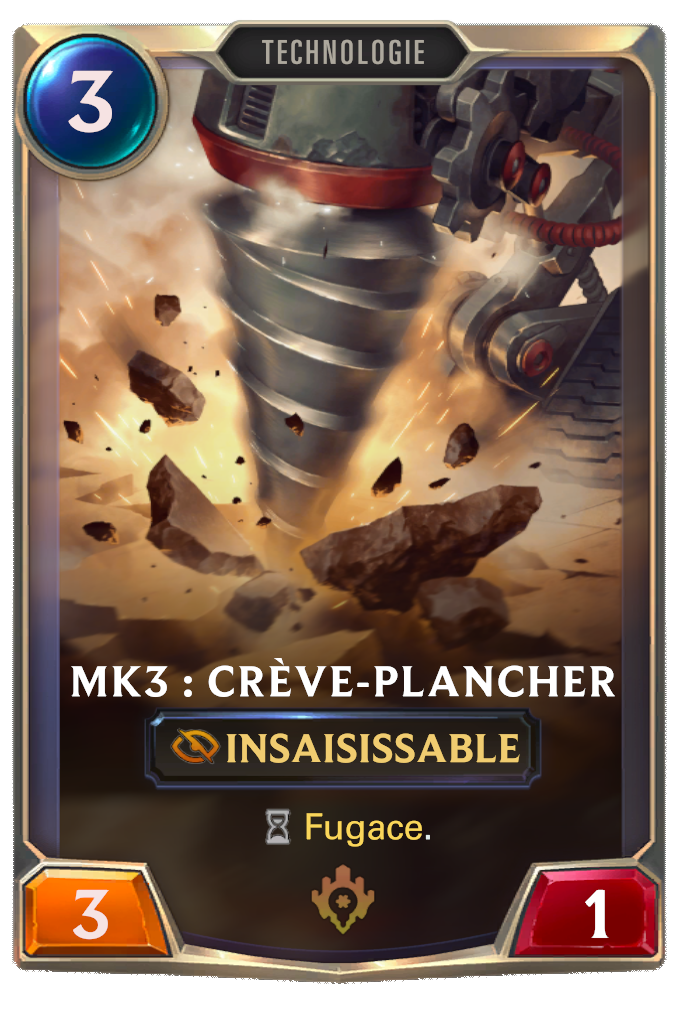 TECHNOLOGIE
3
MK3 : CRÈVE-PLANCHER
INSAISISSABLE
Fugace.
3
1